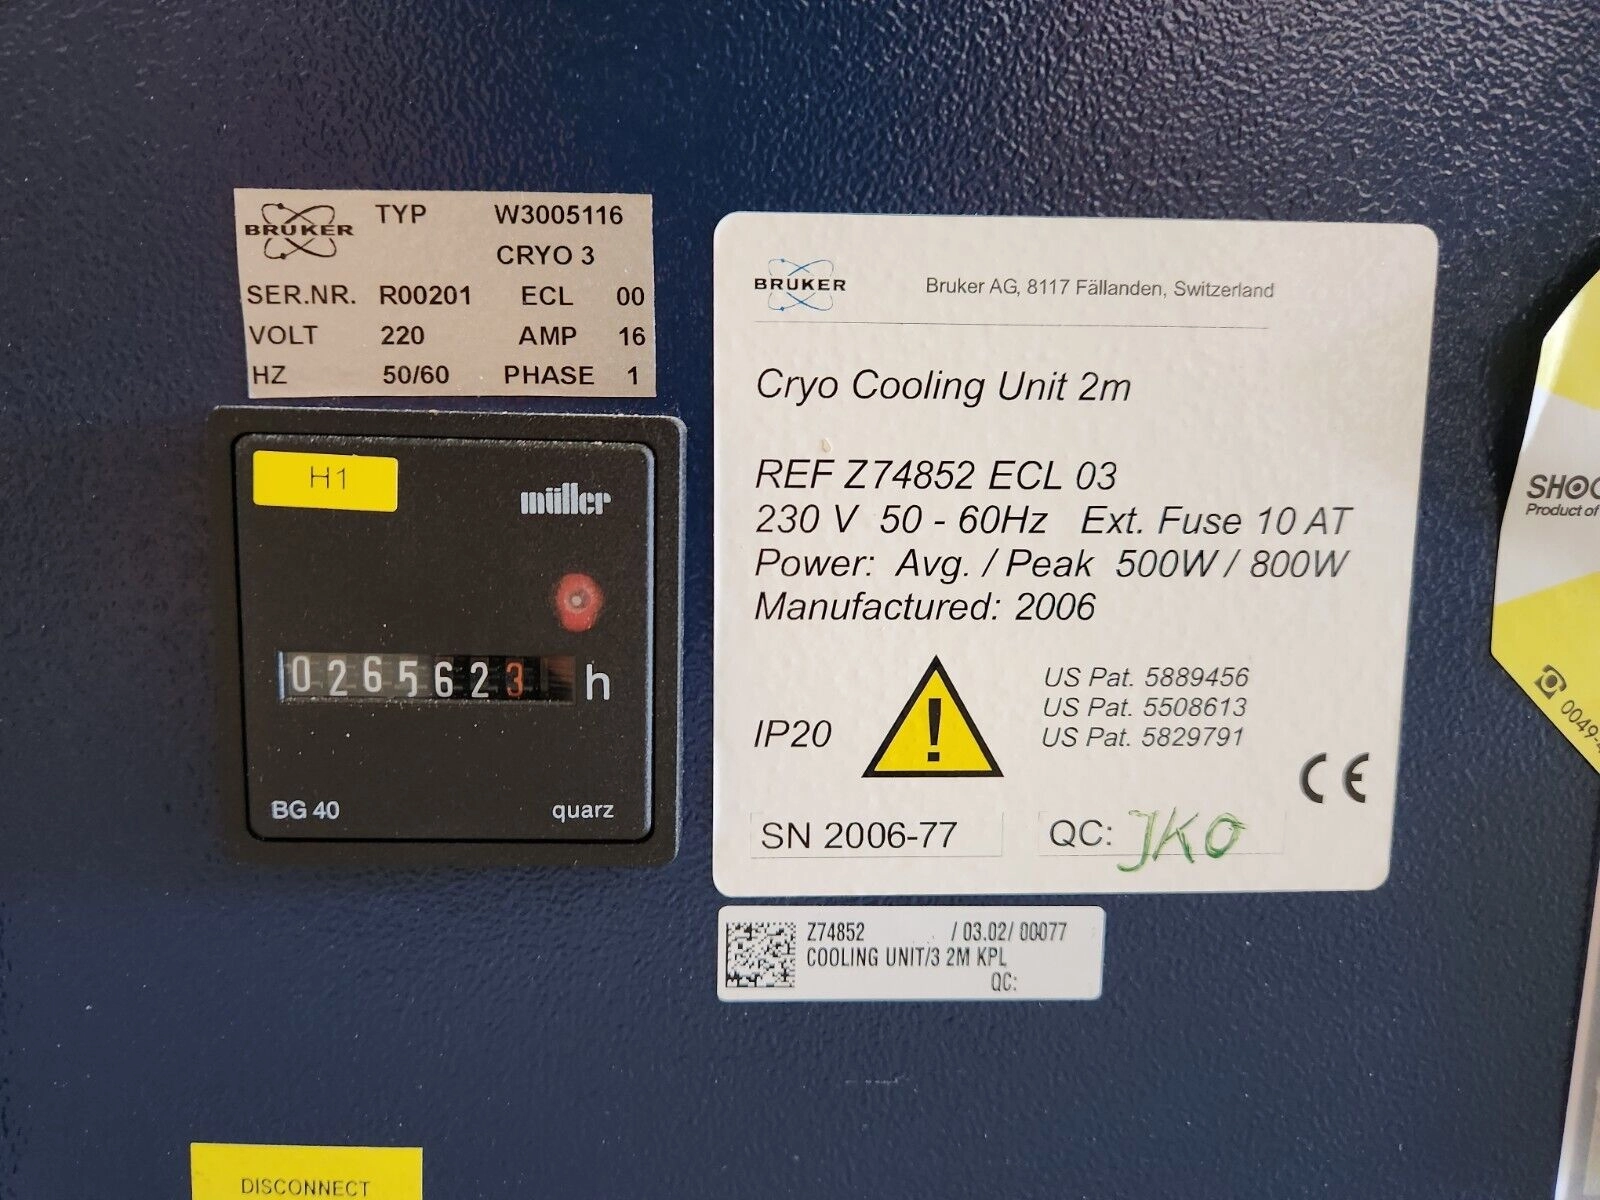 BRUKER
TYP W3005116
CRYO 3
SER.NR. R00201 ECL 00
VOLT 220 AMP 16
HZ 50/60 PHASE 1
H1
müller
0265623 h
BG 40 quarz
BRUKER
Bruker AG, 8117 Fällanden, Switzerland
Cryo Cooling Unit 2m
REF Z74852 ECL 03
230 V 50 - 60Hz Ext. Fuse 10 AT
Power: Avg. / Peak 500W / 800W
Manufactured: 2006
IP20
!
US Pat. 5889456
US Pat. 5508613
US Pat. 5829791
CE
SN 2006-77
QC: JKO
Z74852 / 03.02/ 00077
COOLING UNIT/3 2M KPL
QC:
Product of
0049-
DISCONNECT